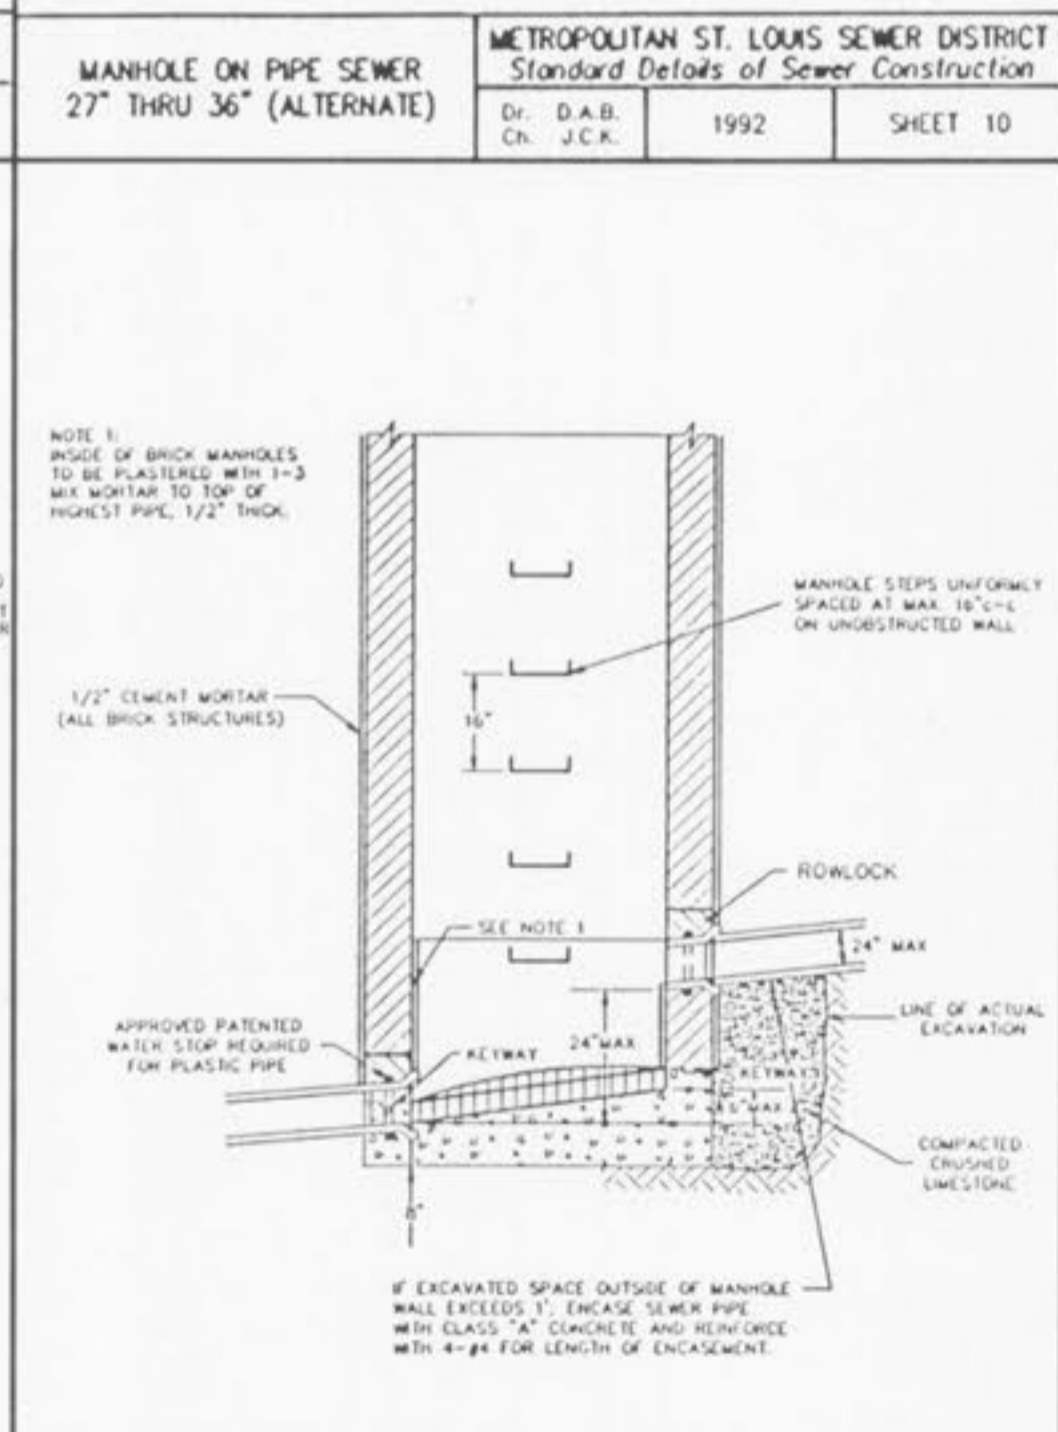 MANHOLE ON PIPE SEWER
27" THRU 36" (ALTERNATE)
METROPOLITAN ST. LOUIS SEWER DISTRICT
Standard Details of Sewer Construction
Dr. D.A.B.
Ch. J.C.K.
1992
SHEET 10
NOTE 1:
INSIDE OF BRICK MANHOLES
TO BE PLASTERED WITH 1-3
MIX MORTAR TO TOP OF
HIGHEST PIPE, 1/2" THICK.
MANHOLE STEPS UNIFORMLY
SPACED AT MAX. 16"c-c
ON UNOBSTRUCTED WALL
1/2" CEMENT MORTAR
(ALL BRICK STRUCTURES)
16"
ROWLOCK
SEE NOTE 1
24" MAX
LINE OF ACTUAL
EXCAVATION
APPROVED PATENTED
WATER STOP REQUIRED
FOR PLASTIC PIPE
KEYWAY
24"MAX
KEYWAY
MAX
COMPACTED
CRUSHED
LIMESTONE
8"
IF EXCAVATED SPACE OUTSIDE OF MANHOLE
WALL EXCEEDS 1', ENCASE SEWER PIPE
WITH CLASS "A" CONCRETE AND REINFORCE
WITH 4-#4 FOR LENGTH OF ENCASEMENT.